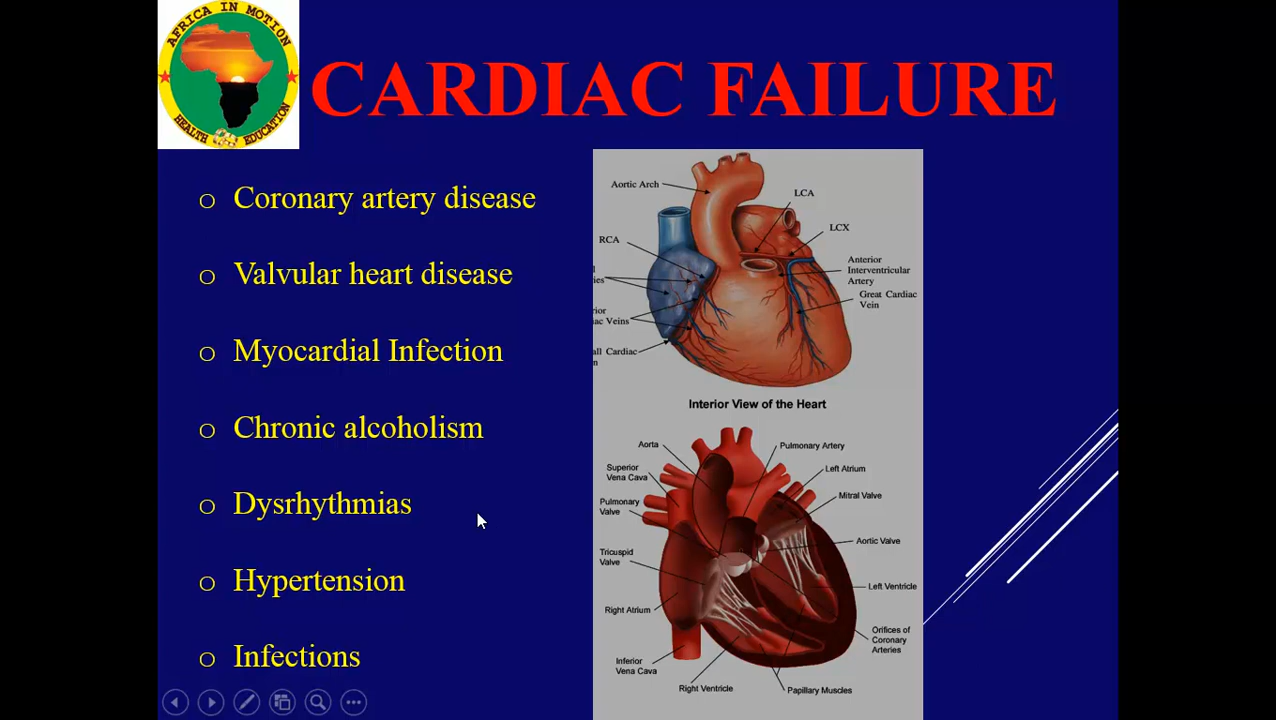 AFRICA IN MOTION
HEALTH EDUCATION
CARDIAC FAILURE
o Coronary artery disease
o Valvular heart disease
o Myocardial Infection
o Chronic alcoholism
o Dysrhythmias
o Hypertension
o Infections
Aortic Arch
LCA
LCX
RCA
Anterior
Interventricular
Artery
Great Cardiac
Vein
Cardiac
Interior View of the Heart
Aorta
Pulmonary Artery
Superior
Vena Cava
Left Atrium
Pulmonary
Valve
Mitral Valve
Aortic Valve
Tricuspid
Valve
Left Ventricle
Right Atrium
Orifices of
Coronary
Arteries
Inferior
Vena Cava
Right Ventricle
Papillary Muscles